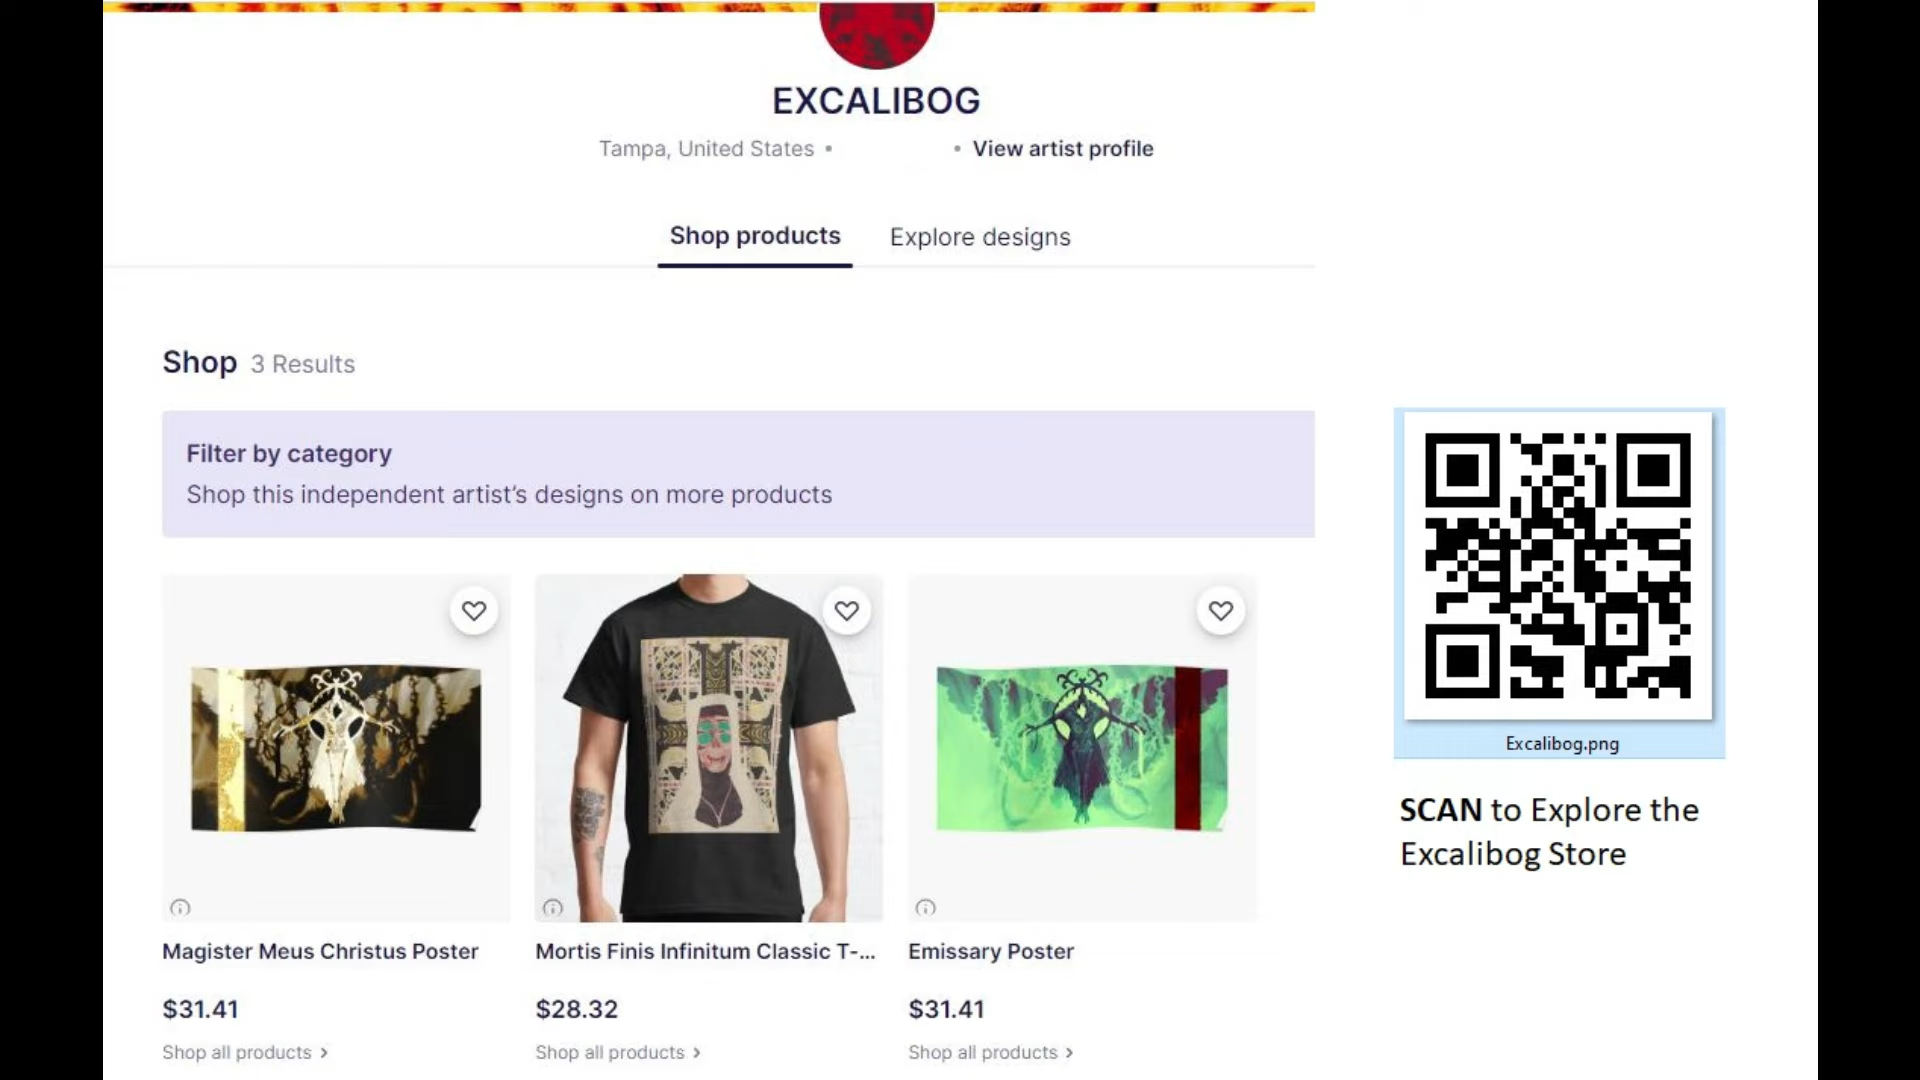 EXCALIBOG
Tampa, United States • • View artist profile
Shop products Explore designs
Shop 3 Results
Filter by category
Shop this independent artist’s designs on more products
Excalibog.png
SCAN to Explore the
Excalibog Store
Magister Meus Christus Poster
Mortis Finis Infinitum Classic T-...
Emissary Poster
$31.41
$28.32
$31.41
Shop all products >
Shop all products >
Shop all products >